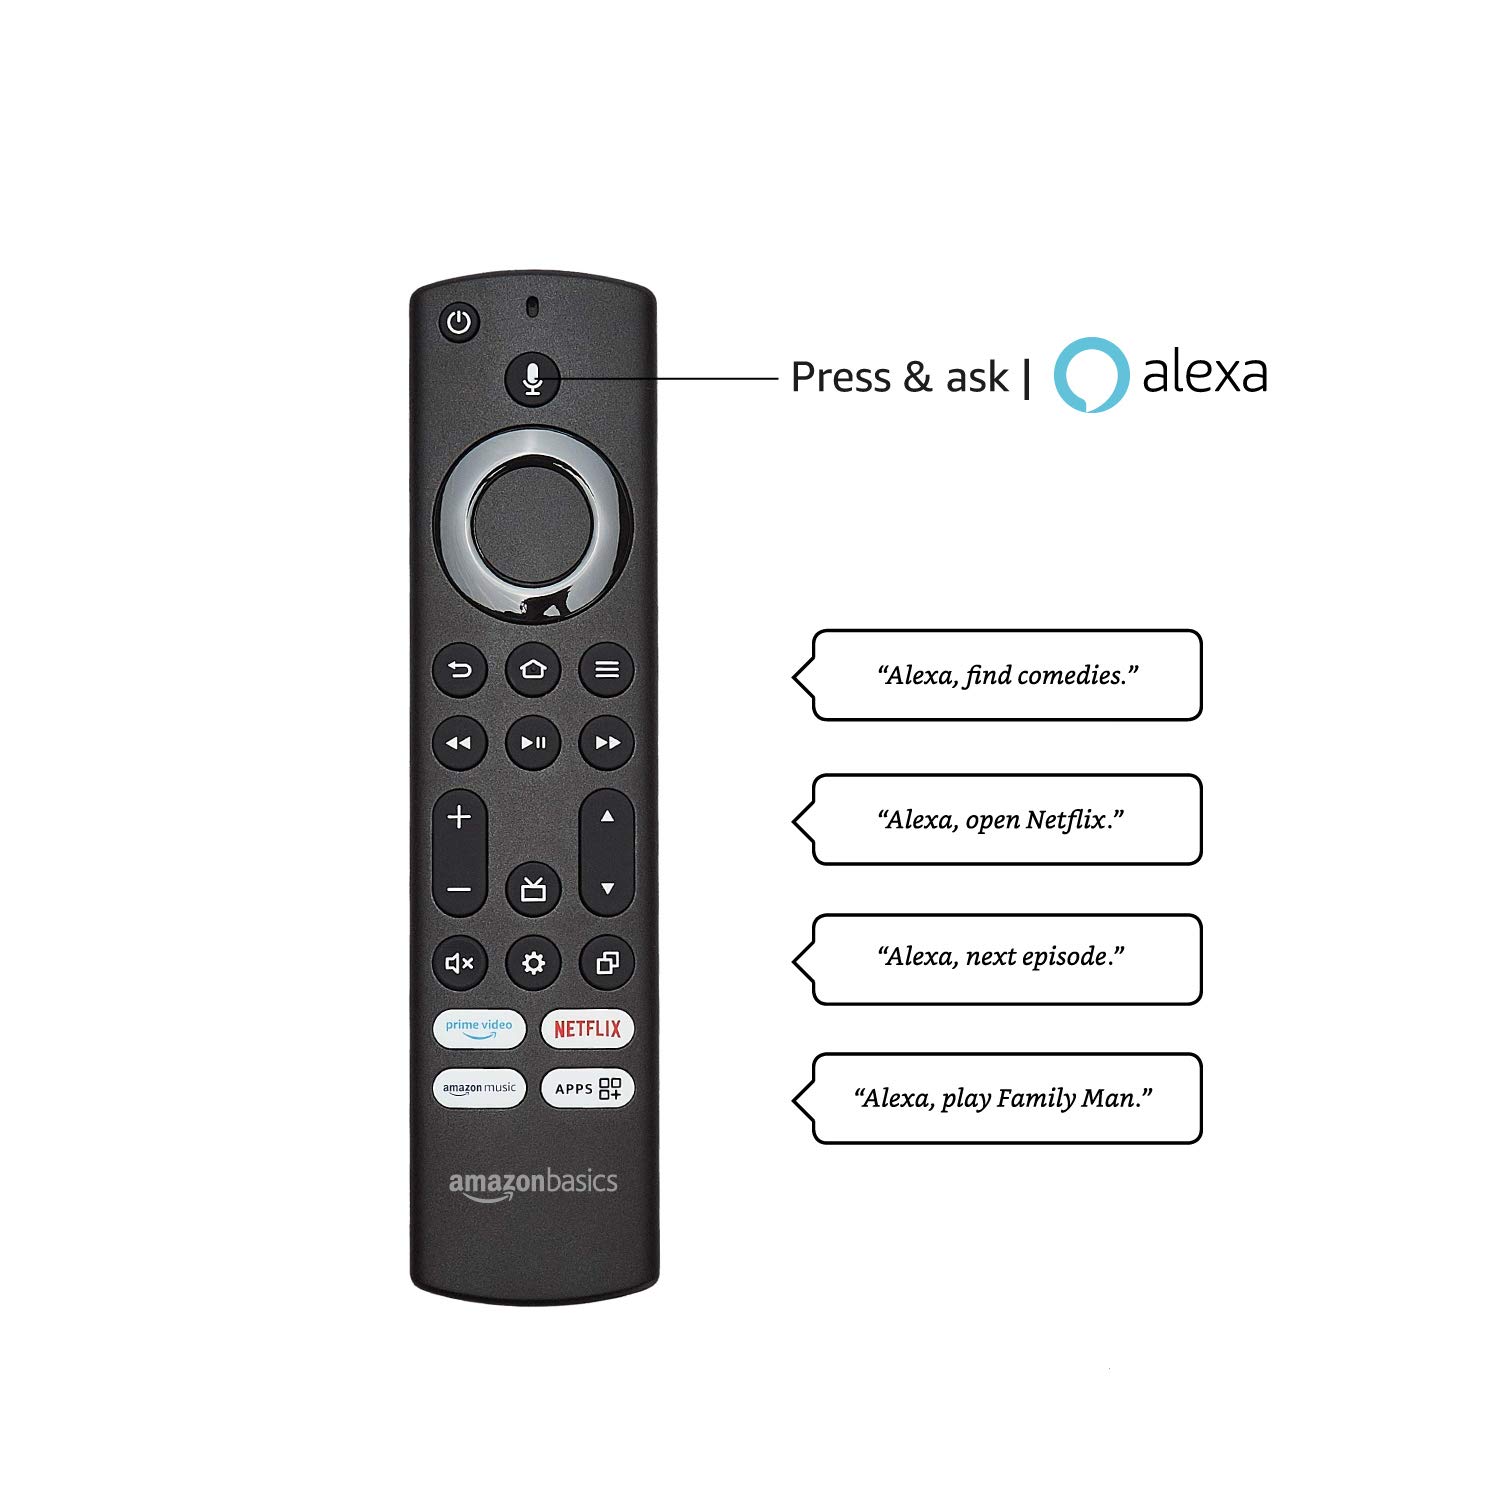 Press & ask | alexa
“Alexa, find comedies.”
“Alexa, open Netflix.”
“Alexa, next episode.”
“Alexa, play Family Man.”
prime video
NETFLIX
amazon music
APPS
amazonbasics